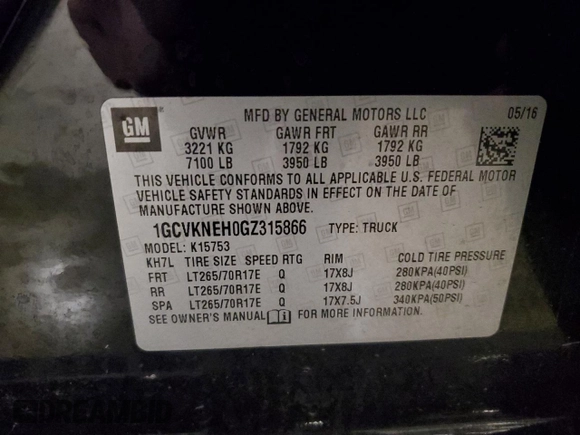 GM
MFD BY GENERAL MOTORS LLC 05/16
GVWR GAWR FRT GAWR RR
3221 KG 1792 KG 1792 KG
7100 LB 3950 LB 3950 LB
THIS VEHICLE CONFORMS TO ALL APPLICABLE U.S. FEDERAL MOTOR
VEHICLE SAFETY STANDARDS IN EFFECT ON THE DATE OF
MANUFACTURE SHOWN ABOVE.
1GCVKNEH0GZ315866 TYPE: TRUCK
MODEL: K15753
KH7L TIRE SIZE SPEED RTG RIM COLD TIRE PRESSURE
FRT LT265/70R17E Q 17X8J 280KPA(40PSI)
RR LT265/70R17E Q 17X8J 280KPA(40PSI)
SPA LT265/70R17E Q 17X7.5J 340KPA(50PSI)
SEE OWNER'S MANUAL FOR MORE INFORMATION.
DREAMBID